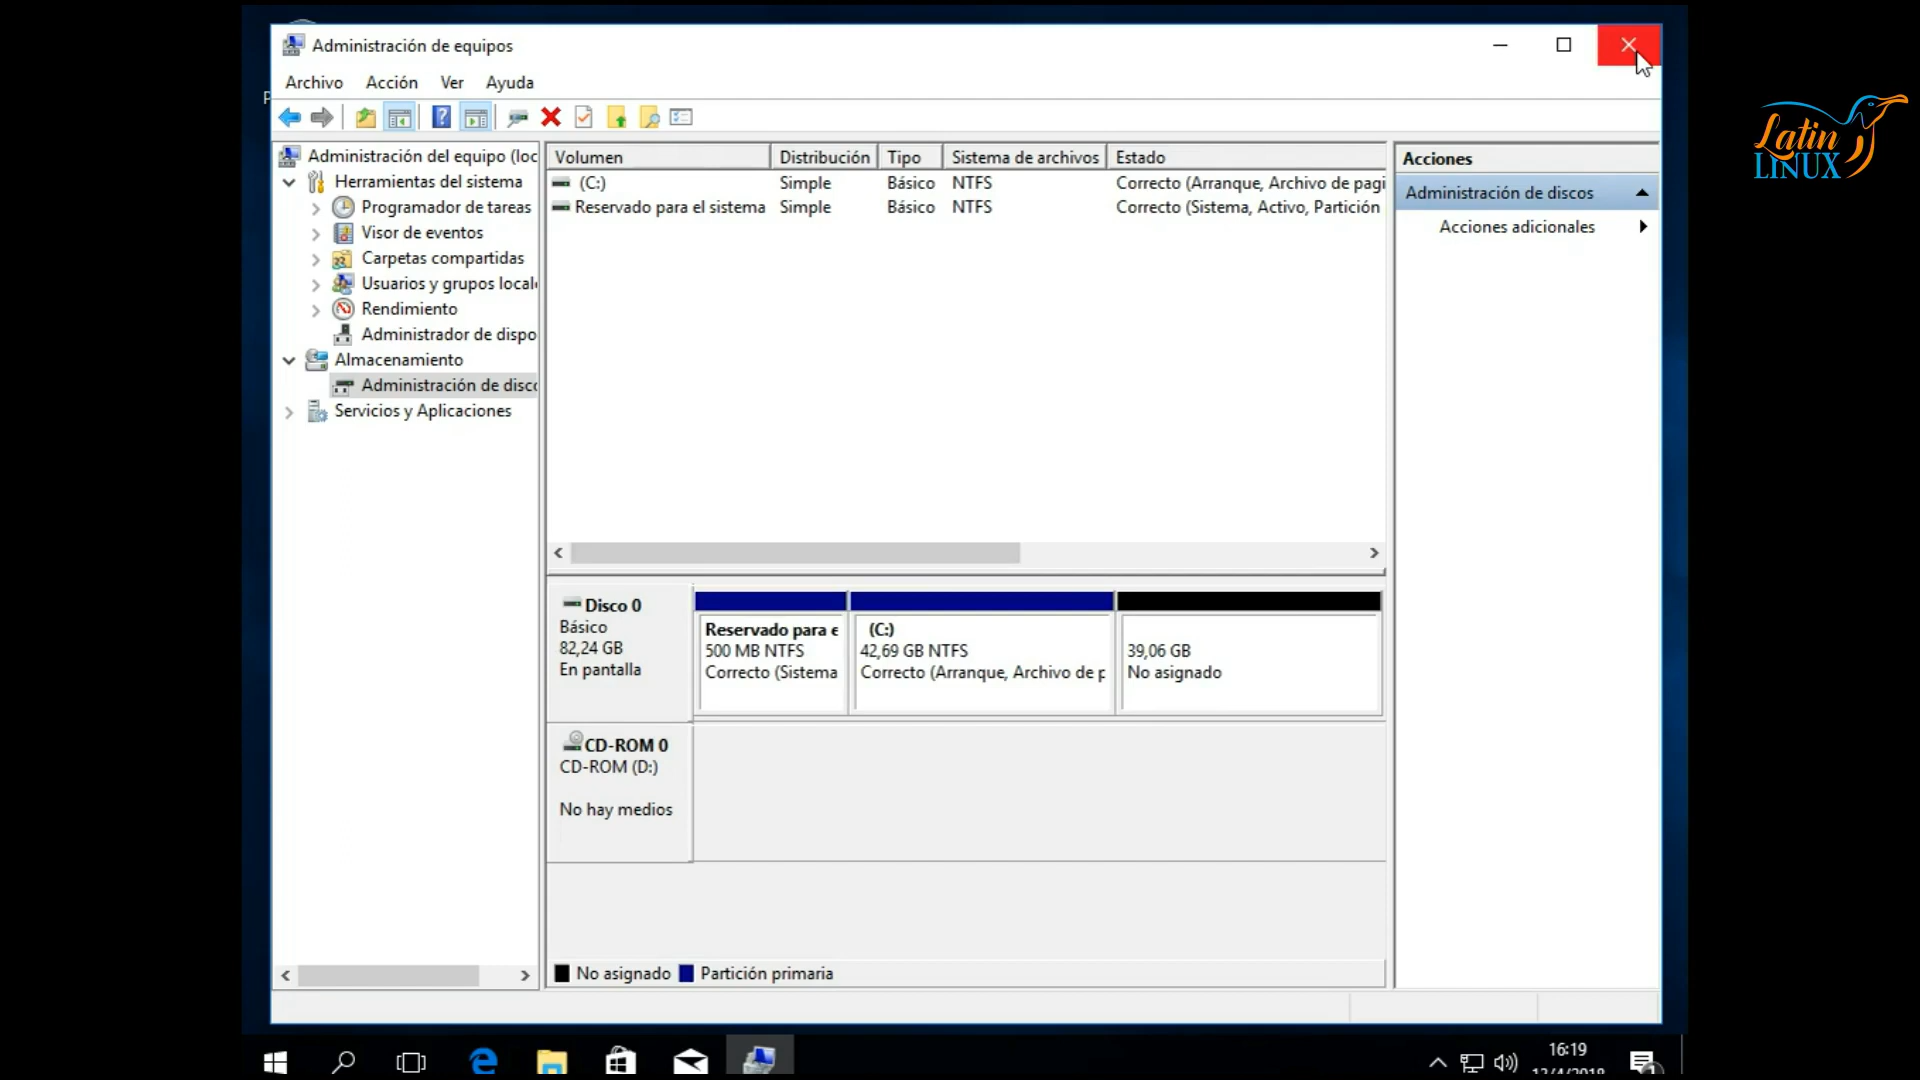 Administración de equipos
Archivo Acción Ver Ayuda
Latin
LINUX
Administración del equipo (loc
Herramientas del sistema
Programador de tareas
Visor de eventos
Carpetas compartidas
Usuarios y grupos local
Rendimiento
Administrador de dispo
Almacenamiento
Administración de disc
Servicios y Aplicaciones
Volumen Distribución Tipo Sistema de archivos Estado
(C:) Simple Básico NTFS Correcto (Arranque, Archivo de pagi
Reservado para el sistema Simple Básico NTFS Correcto (Sistema, Activo, Partición
Acciones
Administración de discos
Acciones adicionales
Disco 0
Básico
82,24 GB
En pantalla
Reservado para e
500 MB NTFS
Correcto (Sistema
(C:)
42,69 GB NTFS
Correcto (Arranque, Archivo de p
39,06 GB
No asignado
CD-ROM 0
CD-ROM (D:)
No hay medios
No asignado Partición primaria
16:19